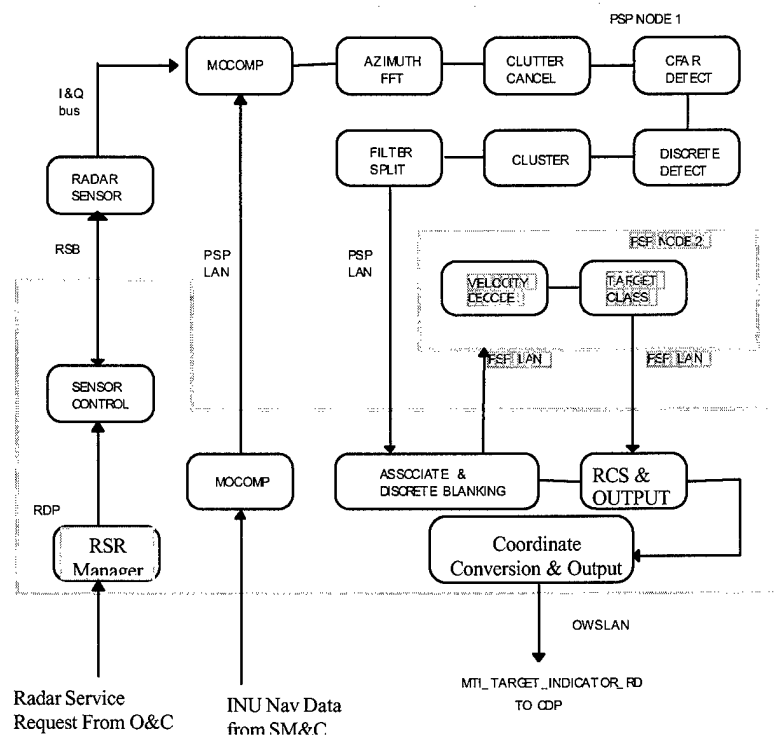 PSP NODE 1
MOCOMP
AZIMUTH
FFT
CLUTTER
CANCEL
CFAR
DETECT
I&Q
bus
FILTER
SPLIT
CLUSTER
DISCRETE
DETECT
RADAR
SENSOR
RSB
PSP
LAN
PSP
LAN
PSP NODE 2
VELOCITY
DECODE
TARGET
CLASS
PSP LAN
PSP LAN
SENSOR
CONTROL
MOCOMP
ASSOCIATE &
DISCRETE BLANKING
RCS &
OUTPUT
RDP
RSR
Manager
Coordinate
Conversion & Output
OWSLAN
MTI_TARGET_INDICATOR_RD
TO CDP
Radar Service
Request From O&C
INU Nav Data
from SM&C